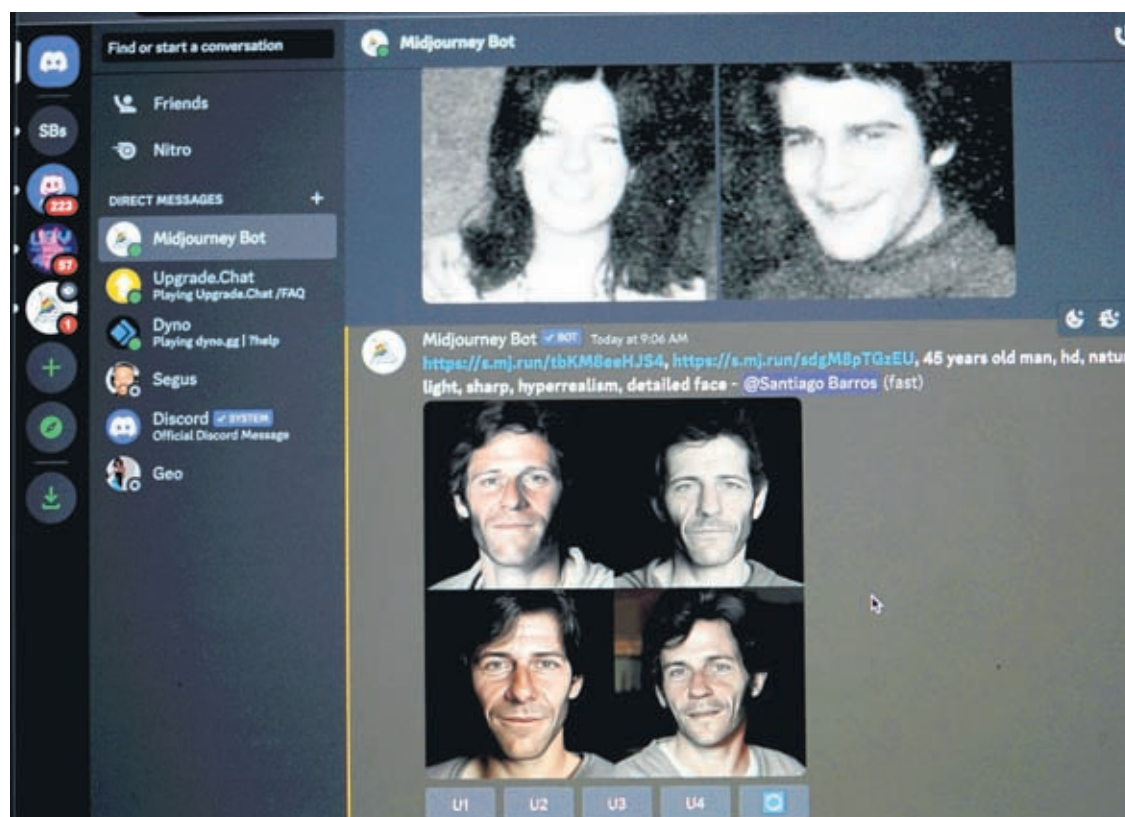 Find or start a conversation
Midjourney Bot
SBs
Friends
Nitro
223
DIRECT MESSAGES +
57
Midjourney Bot
1
Upgrade.Chat
Playing Upgrade.Chat /FAQ
Dyno
Playing dyno.gg | ?help
Segus
Discord ✓ SYSTEM
Official Discord Message
Geo
Midjourney Bot ✓ BOT Today at 9:06 AM
https://s.mj.run/tbKM8eeHJS4, https://s.mj.run/sdgM8pTGzEU, 45 years old man, hd, natur
light, sharp, hyperrealism, detailed face - @Santiago Barros (fast)
U1 U2 U3 U4